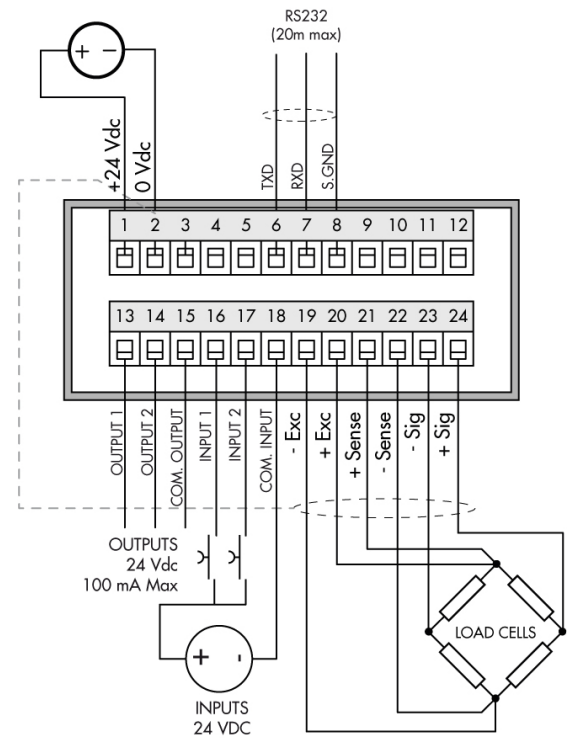 RS232
(20m max)
+ −
+24 Vdc
0 Vdc
TXD
RXD
S.GND
1 2 3 4 5 6 7 8 9 10 11 12
13 14 15 16 17 18 19 20 21 22 23 24
OUTPUT 1
OUTPUT 2
COM. OUTPUT
INPUT 1
INPUT 2
COM. INPUT
- Exc
+ Exc
+ Sense
- Sense
- Sig
+ Sig
OUTPUTS
24 Vdc
100 mA Max
LOAD CELLS
+ -
INPUTS
24 VDC